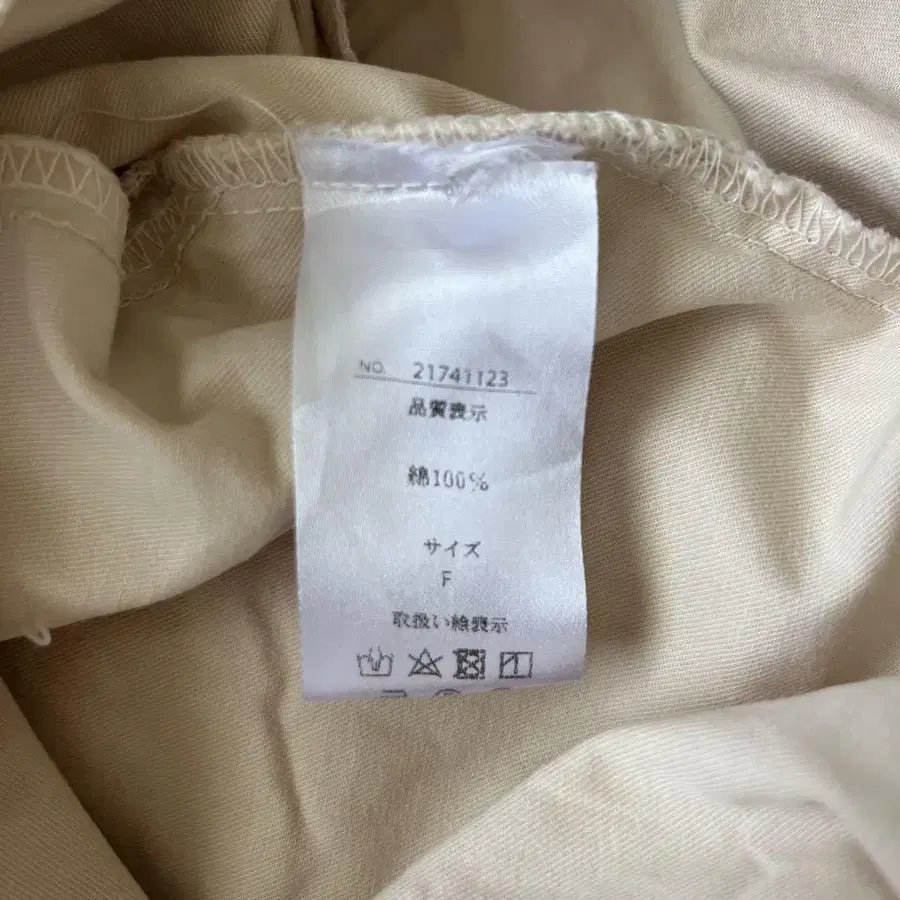 NO. 21741123
品質表示
綿100%
サイズ
F
取扱い絵表示